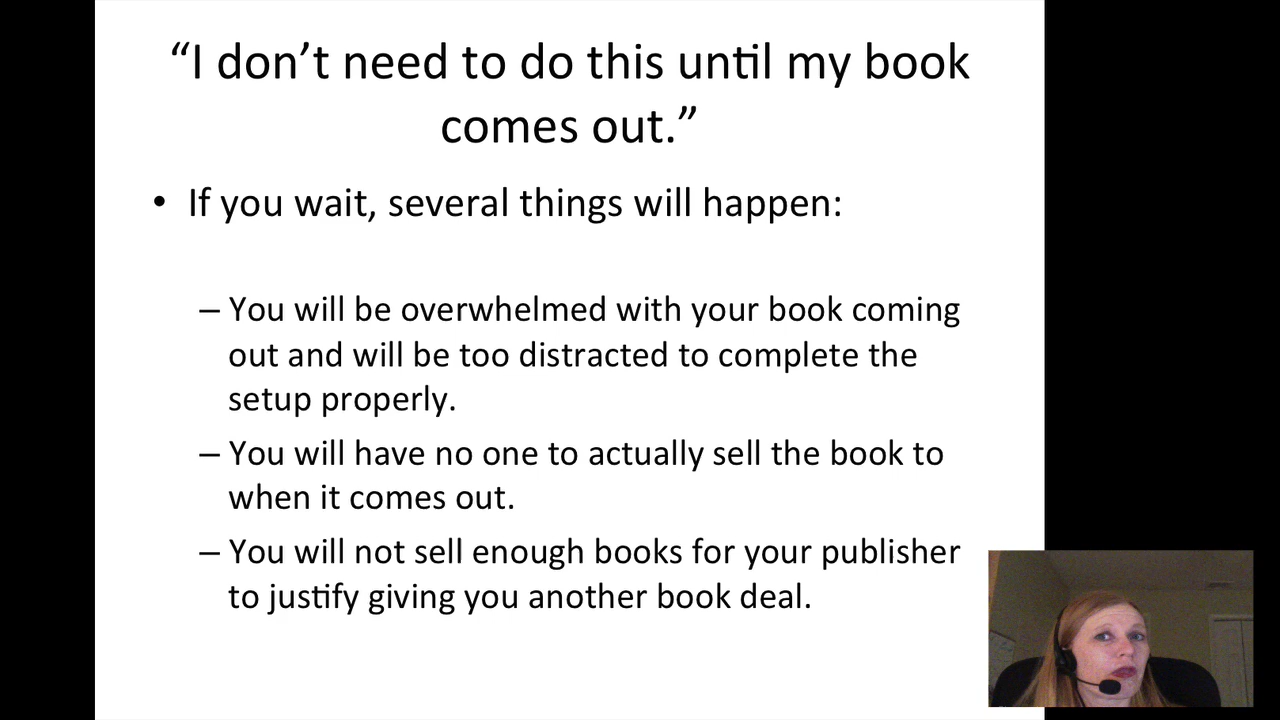 “I don’t need to do this until my book
comes out.”
• If you wait, several things will happen:
– You will be overwhelmed with your book coming
out and will be too distracted to complete the
setup properly.
– You will have no one to actually sell the book to
when it comes out.
– You will not sell enough books for your publisher
to justify giving you another book deal.